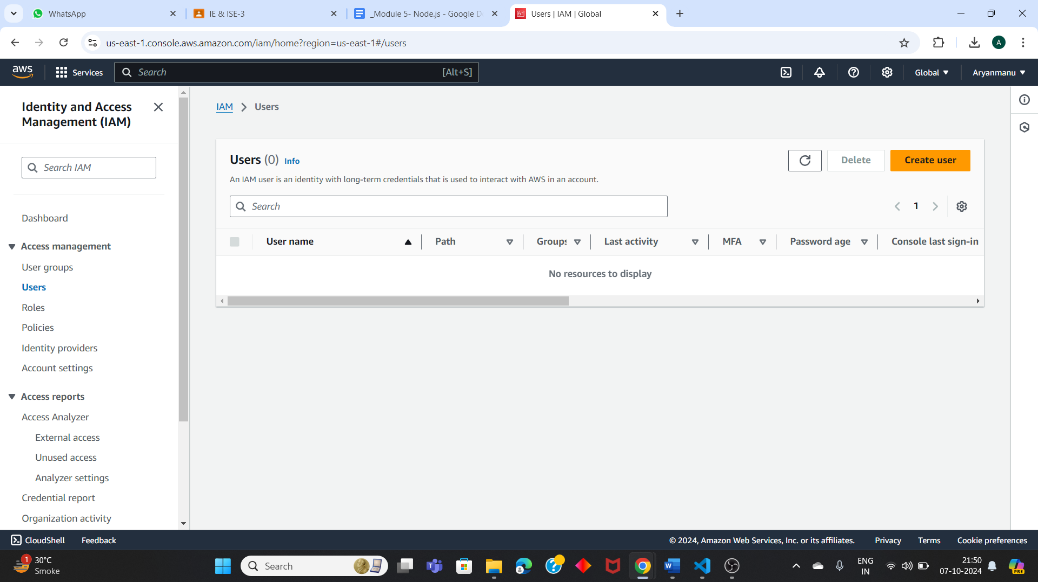 WhatsApp
IE & ISE-3
_Module 5- Node.js - Google D
Users | IAM | Global
us-east-1.console.aws.amazon.com/iam/home?region=us-east-1#/users
A
aws
Services
Search
[Alt+S]
Global
Aryanmanu
Identity and Access
Management (IAM)
Search IAM
Dashboard
Access management
User groups
Users
Roles
Policies
Identity providers
Account settings
Access reports
Access Analyzer
External access
Unused access
Analyzer settings
Credential report
Organization activity
IAM
Users
Users (0) Info
An IAM user is an identity with long-term credentials that is used to interact with AWS in an account.
Delete
Create user
Search
1
User name
Path
Groups
Last activity
MFA
Password age
Console last sign-in
No resources to display
CloudShell
Feedback
© 2024, Amazon Web Services, Inc. or its affiliates.
Privacy
Terms
Cookie preferences
1
30°C
Smoke
Search
ENG
IN
21:50
07-10-2024